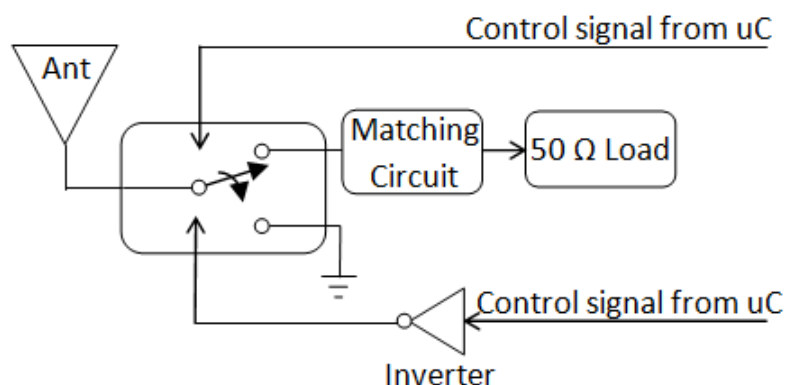 Control signal from uC
Ant
Matching
Circuit
50 Ω Load
Control signal from uC
Inverter